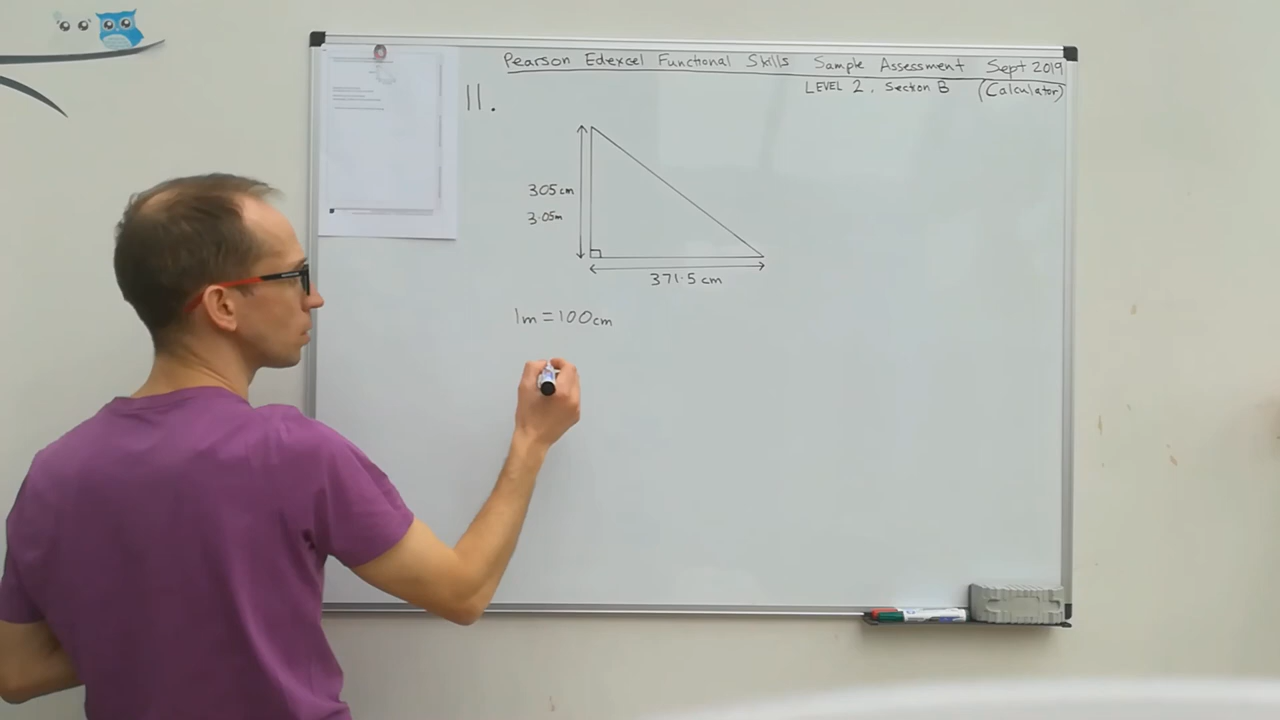 Pearson Edexcel Functional Skills Sample Assessment Sept 2019
LEVEL 2, Section B (Calculator)
11.
305 cm
3.05m
371.5 cm
1m = 100cm